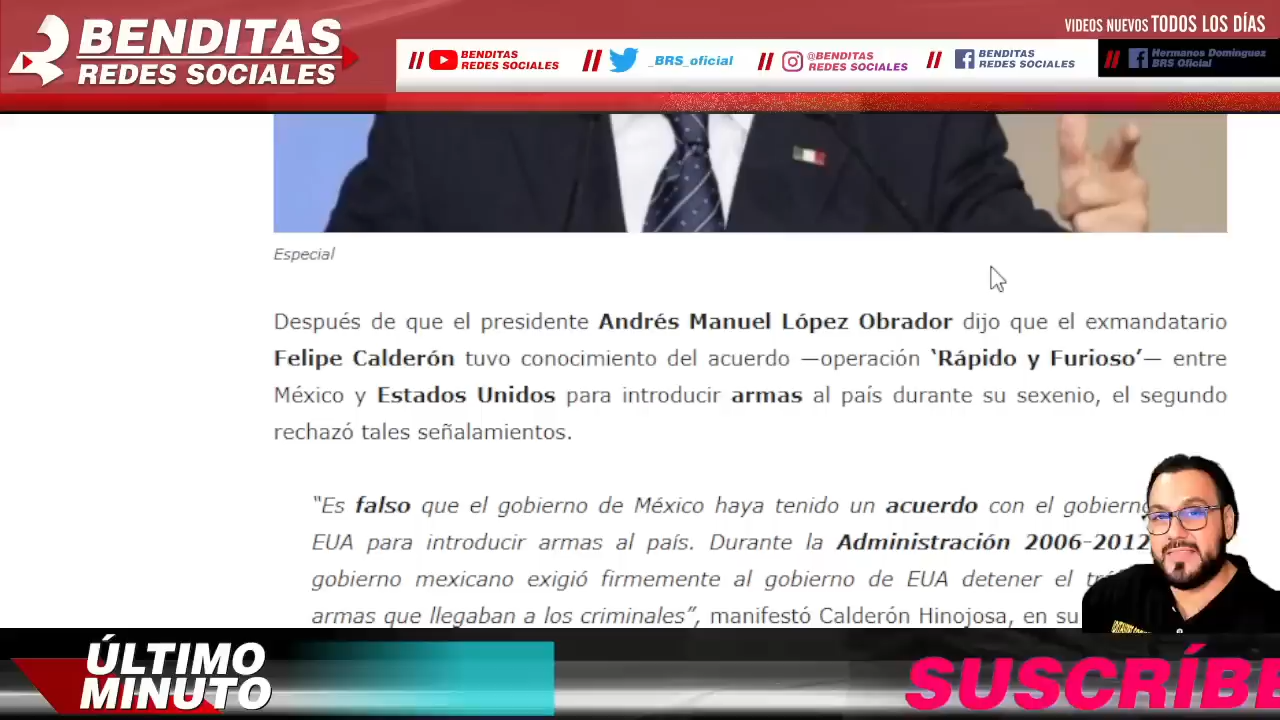 BENDITAS
REDES SOCIALES
VIDEOS NUEVOS TODOS LOS DÍAS
// BENDITAS
REDES SOCIALES
// _BRS_oficial
// @BENDITAS
REDES SOCIALES
// BENDITAS
REDES SOCIALES
// Hermanos Domínguez
BRS Oficial
Especial
Después de que el presidente Andrés Manuel López Obrador dijo que el exmandatario
Felipe Calderón tuvo conocimiento del acuerdo —operación ‘Rápido y Furioso’— entre
México y Estados Unidos para introducir armas al país durante su sexenio, el segundo
rechazó tales señalamientos.
“Es falso que el gobierno de México haya tenido un acuerdo con el gobierno
EUA para introducir armas al país. Durante la Administración 2006-2012
gobierno mexicano exigió firmemente al gobierno de EUA detener el
armas que llegaban a los criminales”, manifestó Calderón Hinojosa, en su
ÚLTIMO
MINUTO
SUSCRÍBE